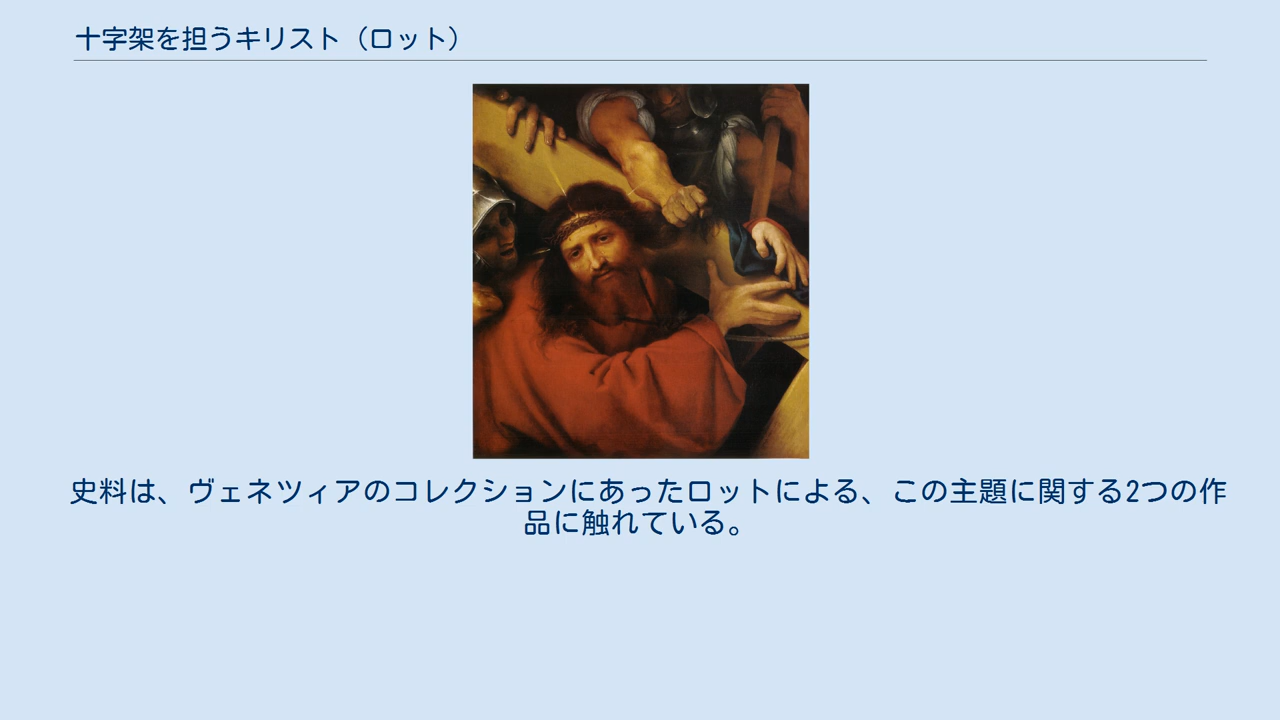 十字架を担うキリスト（ロット）
史料は、ヴェネツィアのコレクションにあったロットによる、この主題に関する2つの作
品に触れている。